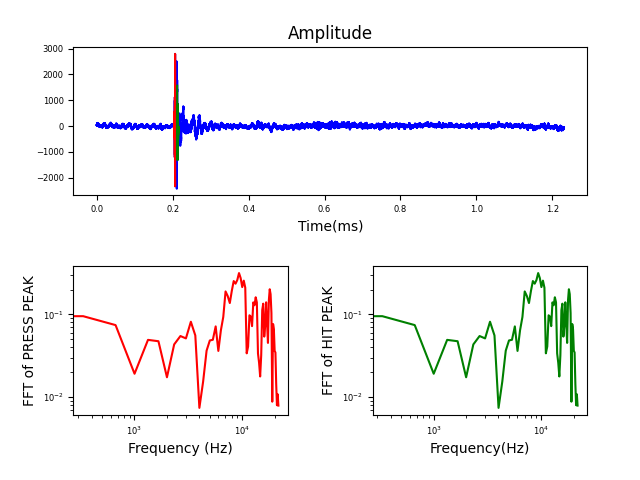 Amplitude
3000
2000
1000
0
−1000
−2000
0.0 0.2 0.4 0.6 0.8 1.0 1.2
Time(ms)
FFT of PRESS PEAK
10⁻¹
10⁻²
10³ 10⁴
Frequency (Hz)
FFT of HIT PEAK
10⁻¹
10⁻²
10³ 10⁴
Frequency(Hz)